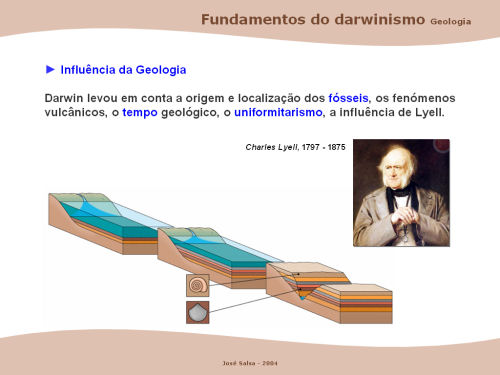 Fundamentos do darwinismo Geologia
► Influência da Geologia
Darwin levou em conta a origem e localização dos fósseis, os fenómenos
vulcânicos, o tempo geológico, o uniformitarismo, a influência de Lyell.
Charles Lyell, 1797 - 1875
José Salsa - 2004